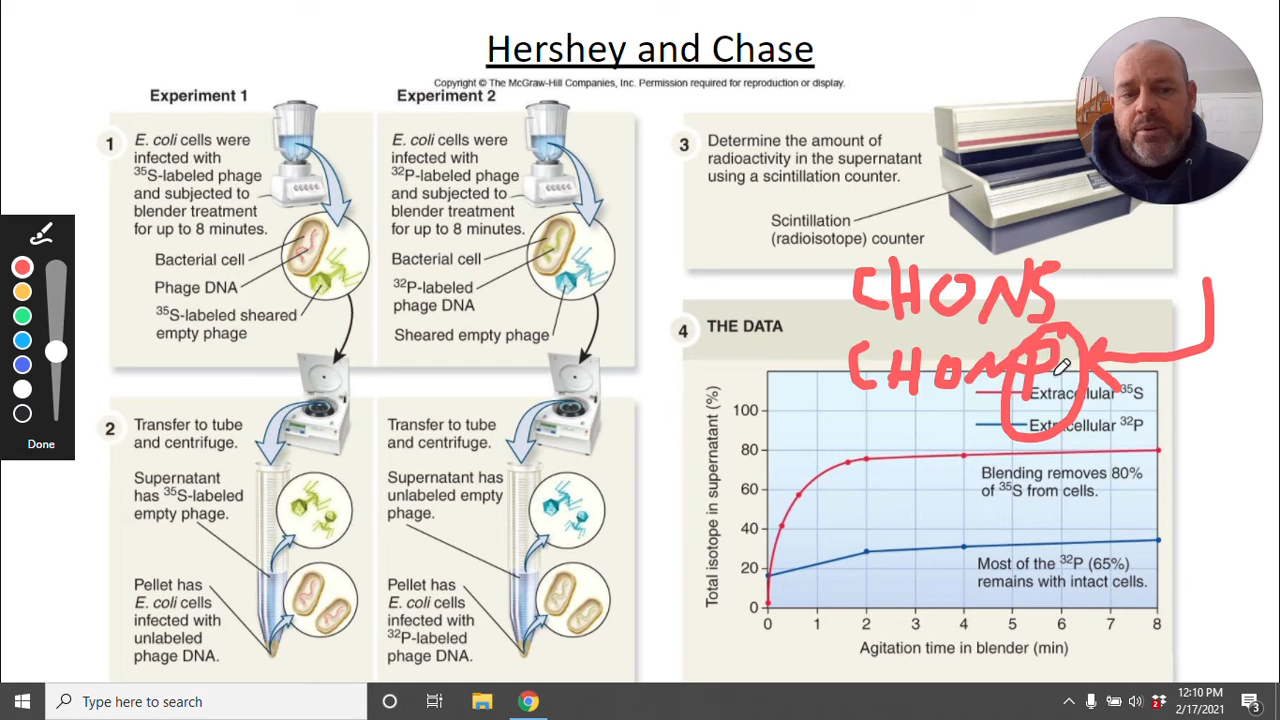 Hershey and Chase
Copyright © The McGraw-Hill Companies, Inc. Permission required for reproduction or display.
Experiment 1
1
E. coli cells were
infected with
³⁵S-labeled phage
and subjected to
blender treatment
for up to 8 minutes.
Bacterial cell
Phage DNA
³⁵S-labeled sheared
empty phage
Experiment 2
E. coli cells were
infected with
³²P-labeled phage
and subjected to
blender treatment
for up to 8 minutes.
Bacterial cell
³²P-labeled
phage DNA
Sheared empty phage
2
Transfer to tube
and centrifuge.
Supernatant
has ³⁵S-labeled
empty phage.
Pellet has
E. coli cells
infected with
unlabeled
phage DNA.
Transfer to tube
and centrifuge.
Supernatant has
unlabeled empty
phage.
Pellet has
E. coli cells
infected with
³²P-labeled
phage DNA.
3
Determine the amount of
radioactivity in the supernatant
using a scintillation counter.
Scintillation
(radioisotope) counter
CHONS
CHONP
4
THE DATA
Total isotope in supernatant (%)
100
80
60
40
20
0
Extracellular ³⁵S
Extracellular ³²P
Blending removes 80%
of ³⁵S from cells.
Most of the ³²P (65%)
remains with intact cells.
0 1 2 3 4 5 6 7 8
Agitation time in blender (min)
Done
Type here to search
12:10 PM
2/17/2021
2
3